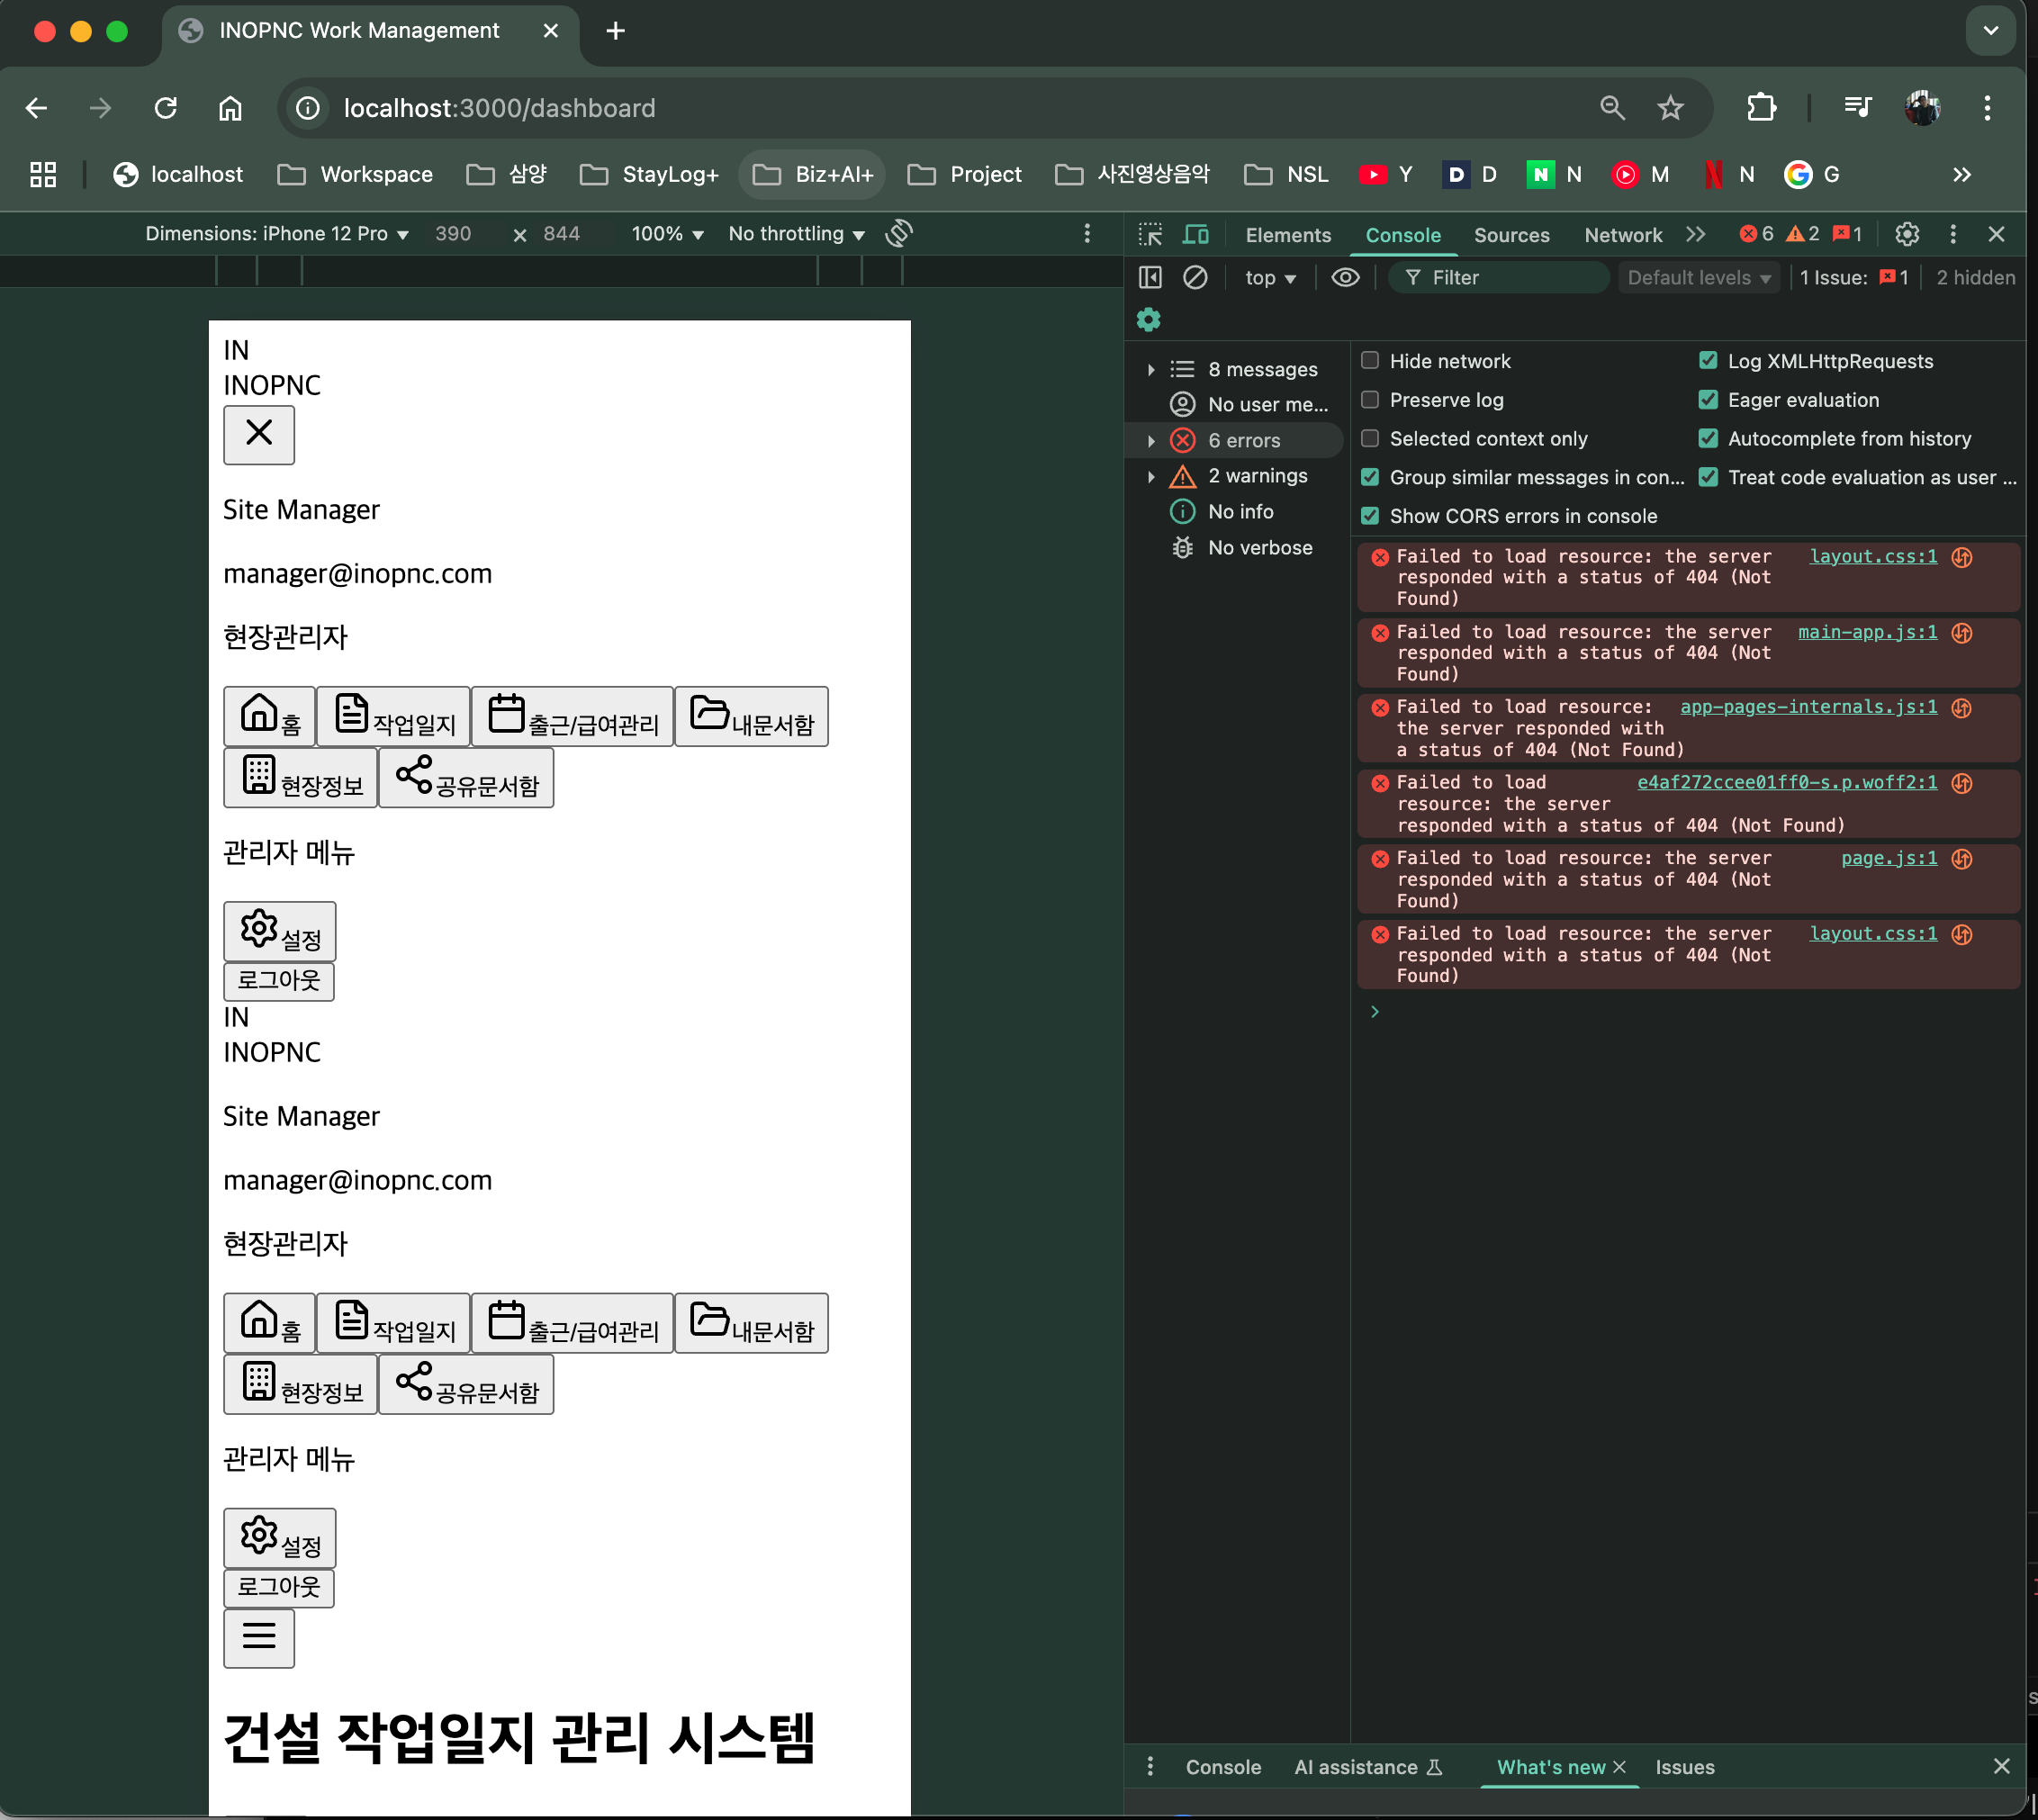 INOPNC Work Management
localhost:3000/dashboard
localhost
Workspace
삼양
StayLog+
Biz+AI+
Project
사진영상음악
NSL
Y
D D
N N
M
N
G
Dimensions: iPhone 12 Pro
390 × 844
100%
No throttling
Elements
Console
Sources
Network
6
2
1
top
Filter
Default levels
1 Issue: 1
2 hidden
IN
INOPNC
Site Manager
manager@inopnc.com
현장관리자
홈 작업일지 출근/급여관리 내문서함
현장정보 공유문서함
관리자 메뉴
설정
로그아웃
IN
INOPNC
Site Manager
manager@inopnc.com
현장관리자
홈 작업일지 출근/급여관리 내문서함
현장정보 공유문서함
관리자 메뉴
설정
로그아웃
건설 작업일지 관리 시스템
8 messages
No user me...
6 errors
2 warnings
No info
No verbose
Hide network
Log XMLHttpRequests
Preserve log
Eager evaluation
Selected context only
Autocomplete from history
Group similar messages in con...
Treat code evaluation as user ...
Show CORS errors in console
Failed to load resource: the server layout.css:1
responded with a status of 404 (Not
Found)
Failed to load resource: the server main-app.js:1
responded with a status of 404 (Not
Found)
Failed to load resource: app-pages-internals.js:1
the server responded with
a status of 404 (Not Found)
Failed to load e4af272ccee01ff0-s.p.woff2:1
resource: the server
responded with a status of 404 (Not Found)
Failed to load resource: the server page.js:1
responded with a status of 404 (Not
Found)
Failed to load resource: the server layout.css:1
responded with a status of 404 (Not
Found)
Console
AI assistance
What's new
Issues